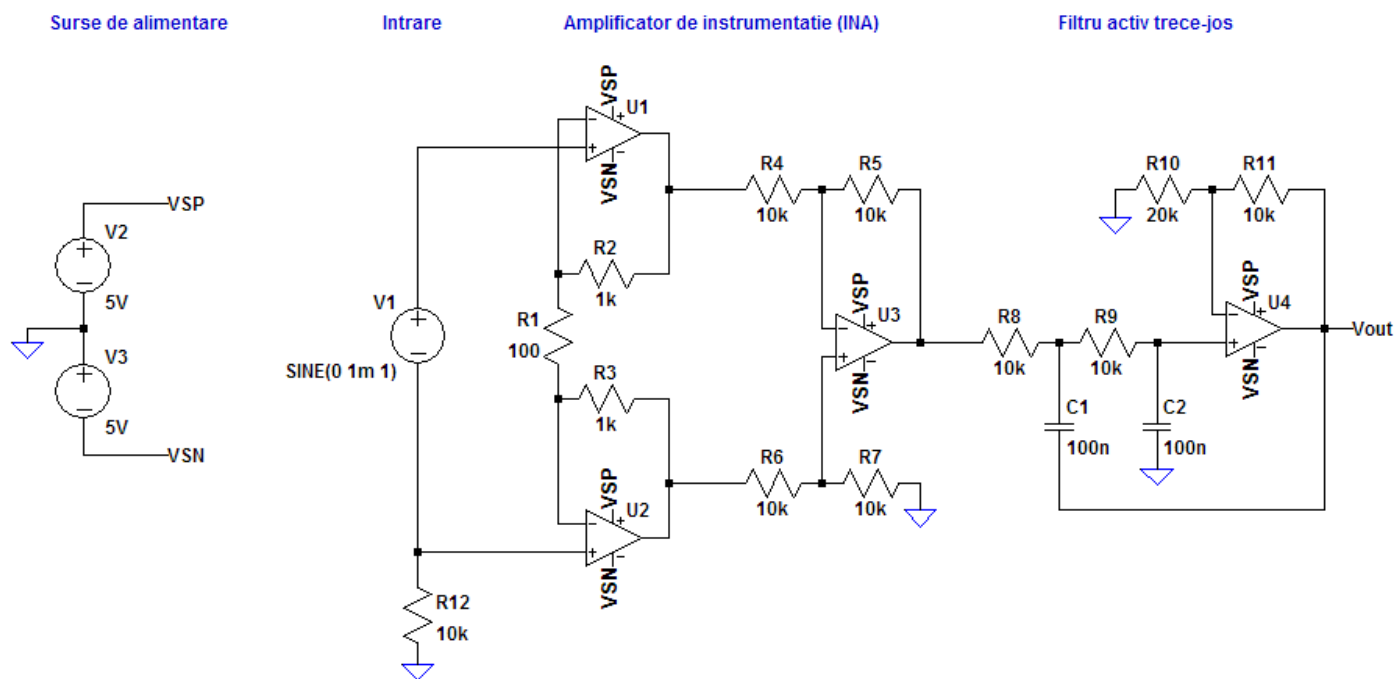 Surse de alimentare
Intrare
Amplificator de instrumentatie (INA)
Filtru activ trece-jos
VSP
V2
5V
V3
5V
VSN
V1
SINE(0 1m 1)
R12
10k
VSP
U1
VSN
R2
1k
R1
100
R3
1k
VSP
U2
VSN
R4
10k
R5
10k
VSP
U3
VSN
R6
10k
R7
10k
R8
10k
R9
10k
C1
100n
C2
100n
R10
20k
R11
10k
VSP
U4
VSN
Vout